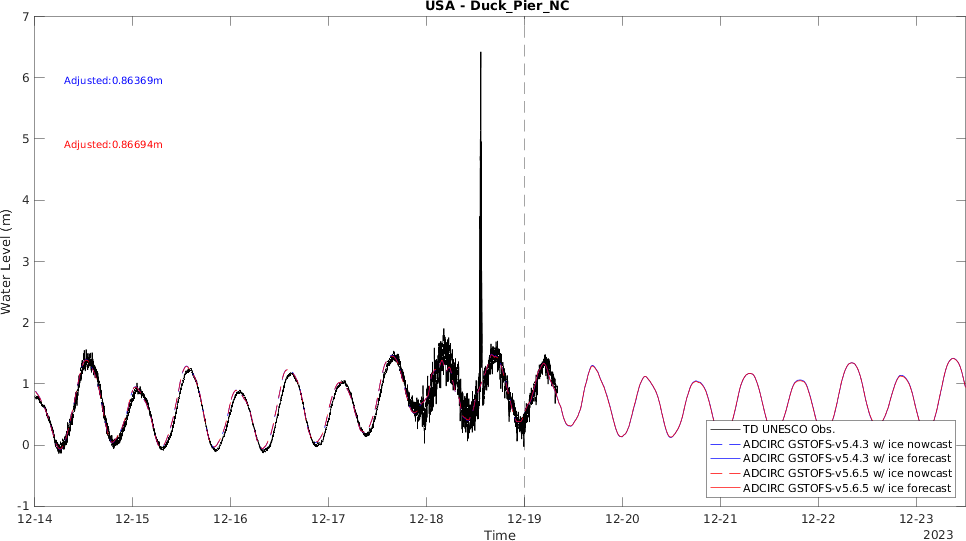 USA - Duck_Pier_NC
7
6
5
4
3
2
1
0
-1
Water Level (m)
Adjusted:0.86369m
Adjusted:0.86694m
TD UNESCO Obs.
ADCIRC GSTOFS-v5.4.3 w/ ice nowcast
ADCIRC GSTOFS-v5.4.3 w/ ice forecast
ADCIRC GSTOFS-v5.6.5 w/ ice nowcast
ADCIRC GSTOFS-v5.6.5 w/ ice forecast
12-14 12-15 12-16 12-17 12-18 12-19 12-20 12-21 12-22 12-23
Time
2023